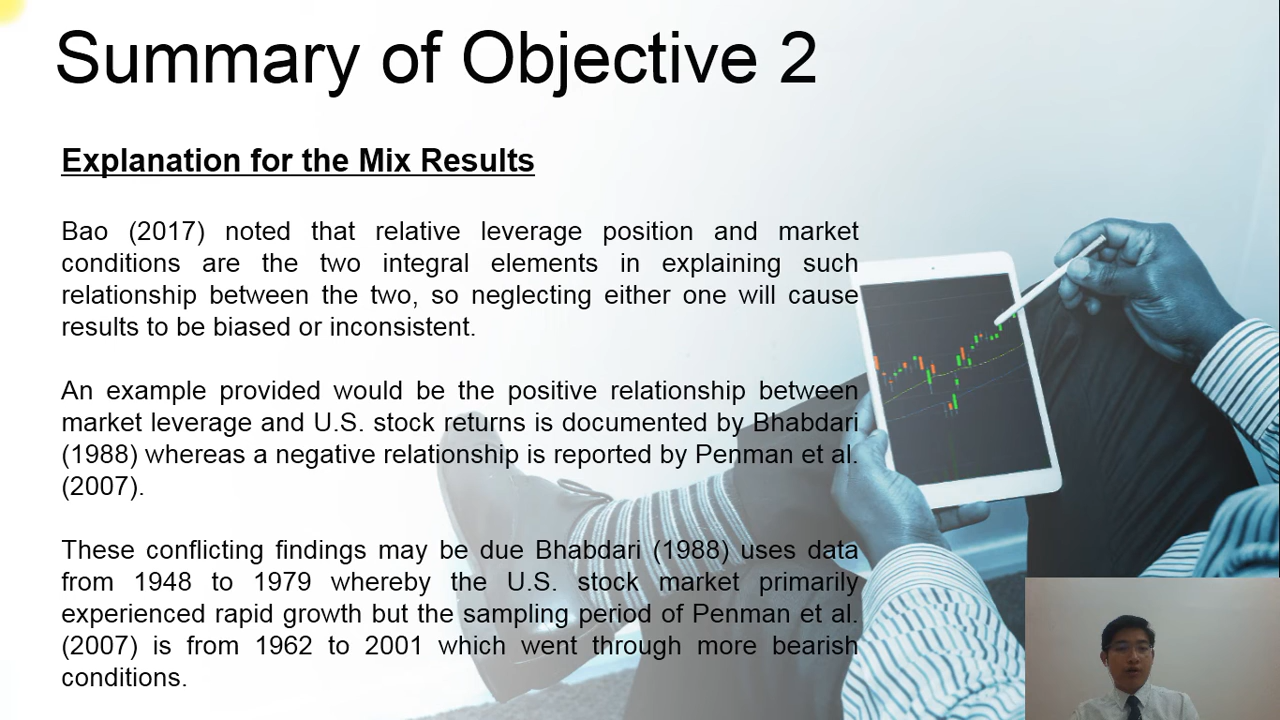 Summary of Objective 2
Explanation for the Mix Results
Bao (2017) noted that relative leverage position and market
conditions are the two integral elements in explaining such
relationship between the two, so neglecting either one will cause
results to be biased or inconsistent.
An example provided would be the positive relationship between
market leverage and U.S. stock returns is documented by Bhabdari
(1988) whereas a negative relationship is reported by Penman et al.
(2007).
These conflicting findings may be due Bhabdari (1988) uses data
from 1948 to 1979 whereby the U.S. stock market primarily
experienced rapid growth but the sampling period of Penman et al.
(2007) is from 1962 to 2001 which went through more bearish
conditions.